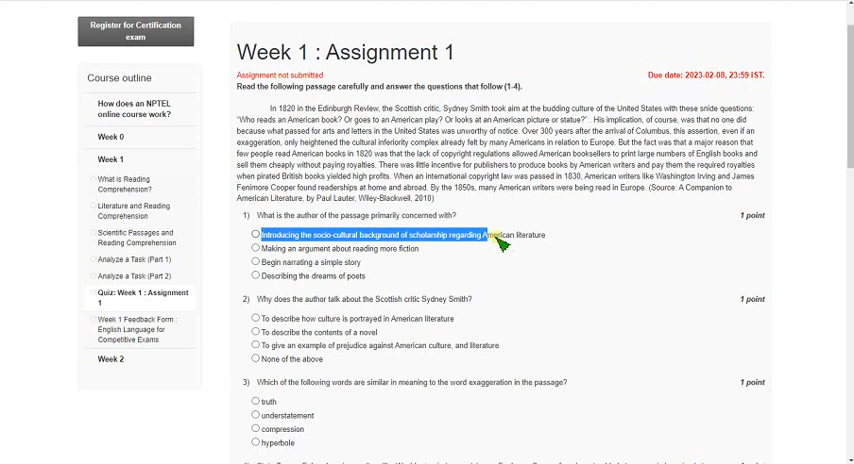 Register for Certification
exam
Course outline
How does an NPTEL
online course work?
Week 0
Week 1
What is Reading
Comprehension?
Literature and Reading
Comprehension
Scientific Passages and
Reading Comprehension
Analyze a Task (Part 1)
Analyze a Task (Part 2)
Quiz: Week 1 : Assignment
1
Week 1 Feedback Form :
English Language for
Competitive Exams
Week 2
Week 1 : Assignment 1
Assignment not submitted
Due date: 2023-02-08, 23:59 IST.
Read the following passage carefully and answer the questions that follow (1-4).
In 1820 in the Edinburgh Review, the Scottish critic, Sydney Smith took aim at the budding culture of the United States with these snide questions:
"Who reads an American book? Or goes to an American play? Or looks at an American picture or statue?" . His implication, of course, was that no one did
because what passed for arts and letters in the United States was unworthy of notice. Over 300 years after the arrival of Columbus, this assertion, even if an
exaggeration, only heightened the cultural inferiority complex already felt by many Americans in relation to Europe. But the fact was that a major reason that
few people read American books in 1820 was that the lack of copyright regulations allowed American booksellers to print large numbers of English books and
sell them cheaply without paying royalties. There was little incentive for publishers to produce books by American writers and pay them the required royalties
when pirated British books yielded high profits. When an international copyright law was passed in 1830, American writers like Washington Irving and James
Fenimore Cooper found readerships at home and abroad. By the 1850s, many American writers were being read in Europe. (Source: A Companion to
American Literature, by Paul Lauter, Wiley-Blackwell, 2010)
1) What is the author of the passage primarily concerned with? 1 point
Introducing the socio-cultural background of scholarship regarding American literature
Making an argument about reading more fiction
Begin narrating a simple story
Describing the dreams of poets
2) Why does the author talk about the Scottish critic Sydney Smith? 1 point
To describe how culture is portrayed in American literature
To describe the contents of a novel
To give an example of prejudice against American culture, and literature
None of the above
3) Which of the following words are similar in meaning to the word exaggeration in the passage? 1 point
truth
understatement
compression
hyperbole